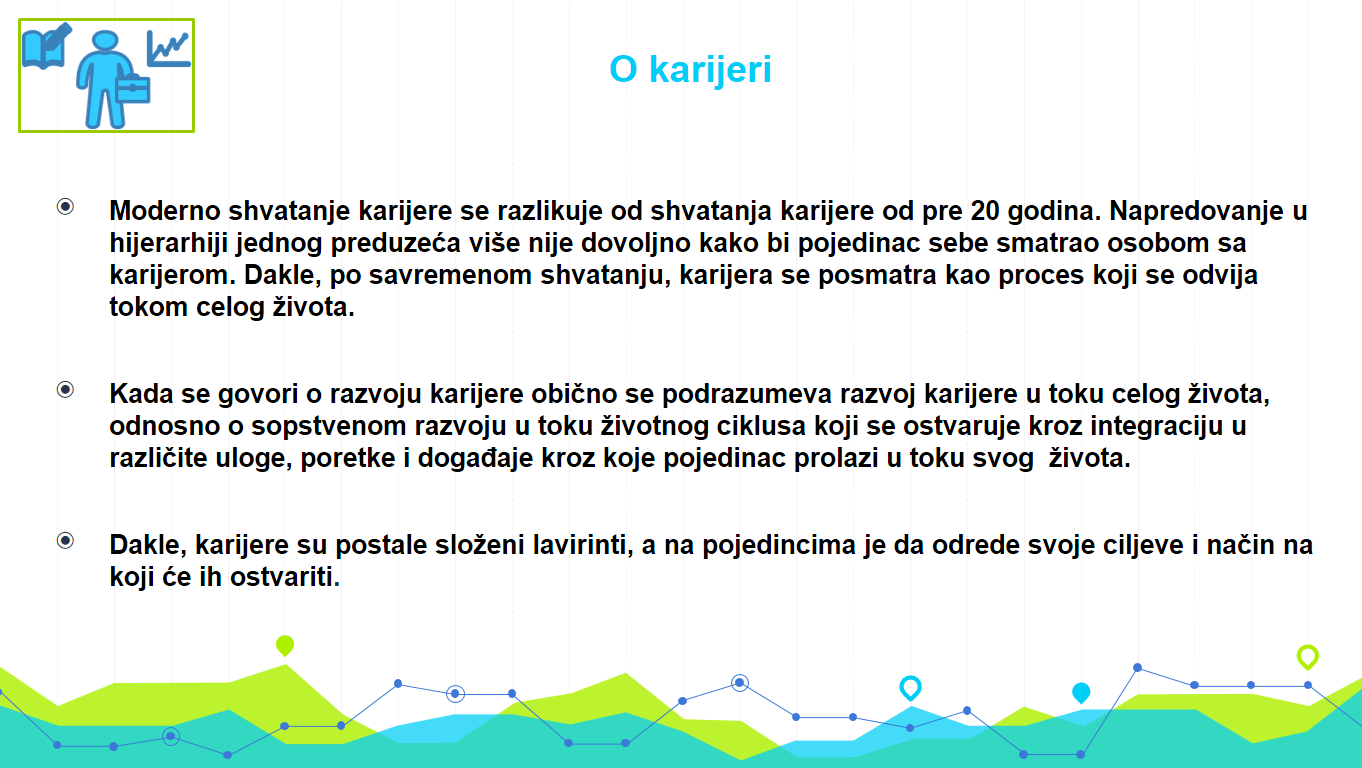 O karijeri
Moderno shvatanje karijere se razlikuje od shvatanja karijere od pre 20 godina. Napredovanje u
hijerarhiji jednog preduzeća više nije dovoljno kako bi pojedinac sebe smatrao osobom sa
karijerom. Dakle, po savremenom shvatanju, karijera se posmatra kao proces koji se odvija
tokom celog života.
Kada se govori o razvoju karijere obično se podrazumeva razvoj karijere u toku celog života,
odnosno o sopstvenom razvoju u toku životnog ciklusa koji se ostvaruje kroz integraciju u
različite uloge, poretke i događaje kroz koje pojedinac prolazi u toku svog  života.
Dakle, karijere su postale složeni lavirinti, a na pojedincima je da odrede svoje ciljeve i način na
koji će ih ostvariti.